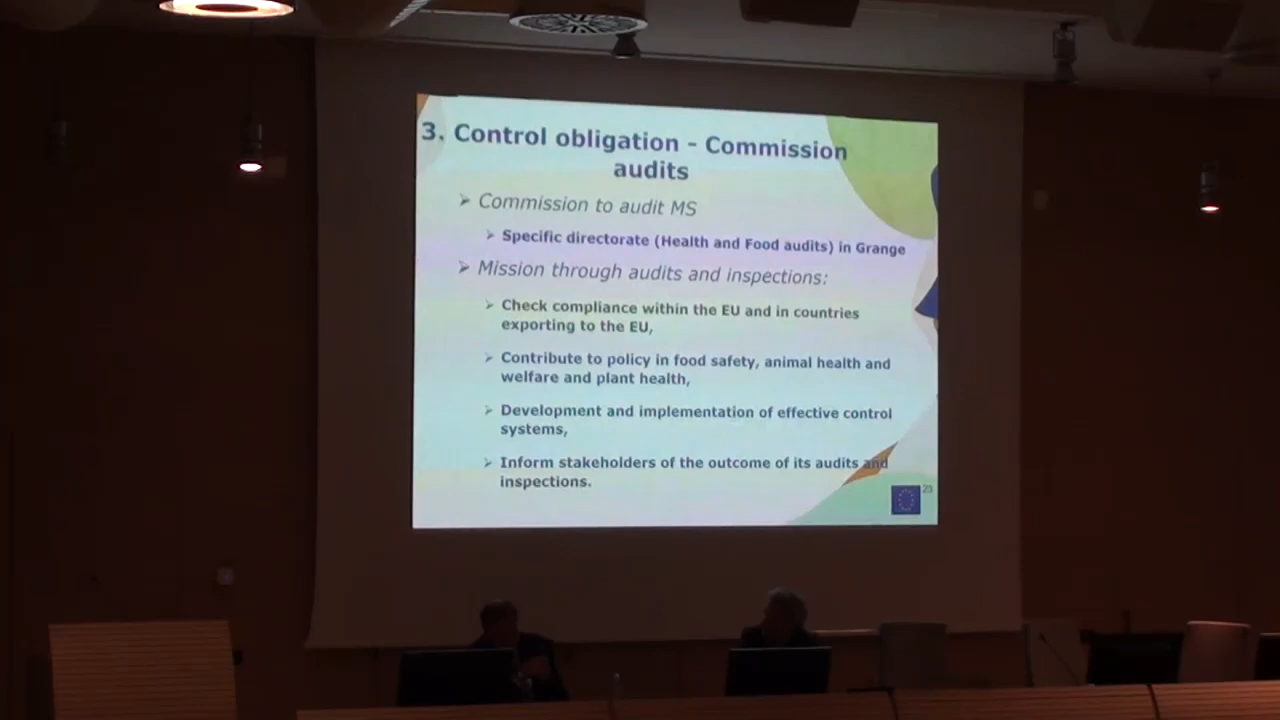 3. Control obligation - Commission
audits
Commission to audit MS
Specific directorate (Health and Food audits) in Grange
Mission through audits and inspections:
Check compliance within the EU and in countries
exporting to the EU,
Contribute to policy in food safety, animal health and
welfare and plant health,
Development and implementation of effective control
systems,
Inform stakeholders of the outcome of its audits and
inspections.
23